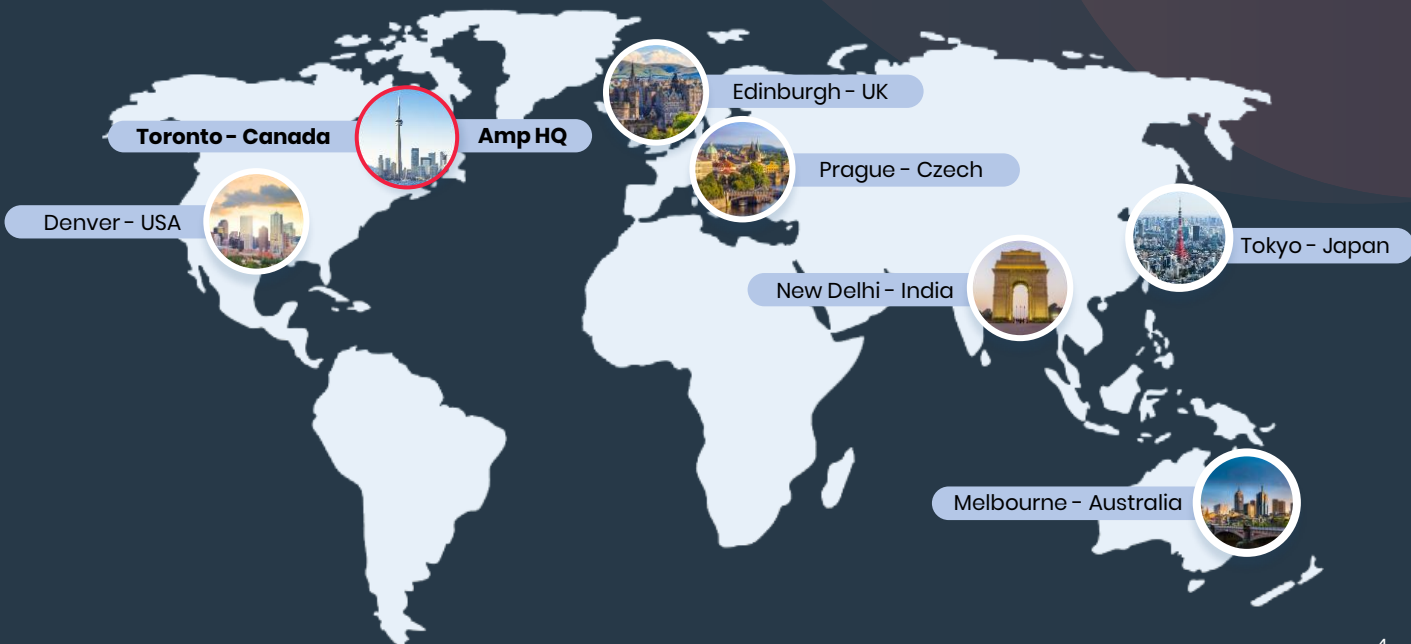 Edinburgh - UK
Toronto - Canada
Amp HQ
Prague - Czech
Denver - USA
Tokyo - Japan
New Delhi - India
Melbourne - Australia